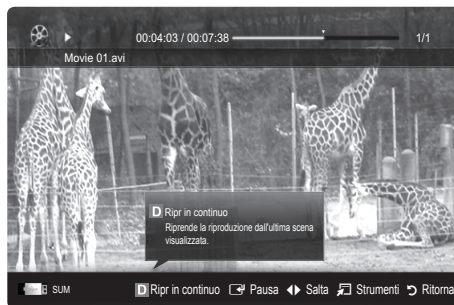 00:04:03 / 00:07:38 1/1
Movie 01.avi
D Ripr in continuo
Riprende la riproduzione dall'ultima scena
visualizzata.
SUM D Ripr in continuo Pausa Salta Strumenti Ritorna